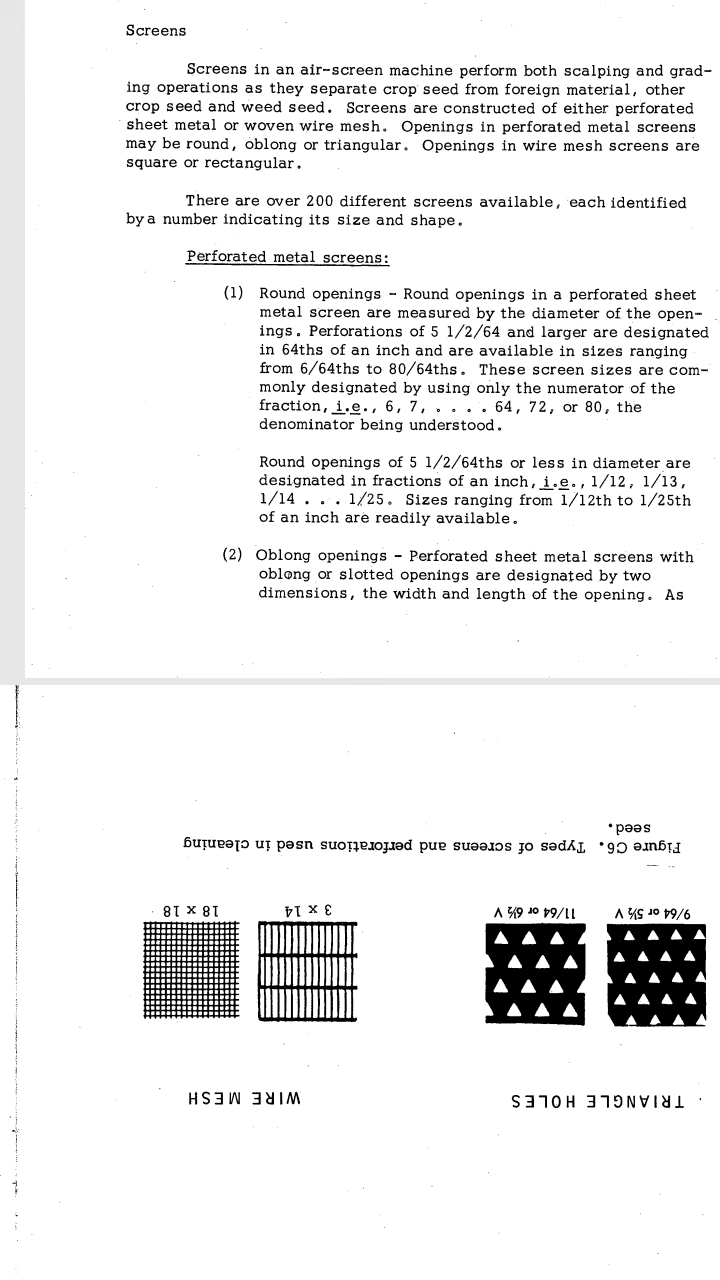 Screens
Screens in an air-screen machine perform both scalping and grad-
ing operations as they separate crop seed from foreign material, other
crop seed and weed seed. Screens are constructed of either perforated
sheet metal or woven wire mesh. Openings in perforated metal screens
may be round, oblong or triangular. Openings in wire mesh screens are
square or rectangular.
There are over 200 different screens available, each identified
by a number indicating its size and shape.
Perforated metal screens:
(1) Round openings - Round openings in a perforated sheet
metal screen are measured by the diameter of the open-
ings. Perforations of 5 1/2/64 and larger are designated
in 64ths of an inch and are available in sizes ranging
from 6/64ths to 80/64ths. These screen sizes are com-
monly designated by using only the numerator of the
fraction, i.e., 6, 7, . . . . 64, 72, or 80, the
denominator being understood.
Round openings of 5 1/2/64ths or less in diameter are
designated in fractions of an inch, i.e., 1/12, 1/13,
1/14 . . . 1/25. Sizes ranging from 1/12th to 1/25th
of an inch are readily available.
(2) Oblong openings - Perforated sheet metal screens with
oblong or slotted openings are designated by two
dimensions, the width and length of the opening. As
TRIANGLE HOLES WIRE MESH
9/64 or 5½ V 11/64 or 6½ V 3 x 14 18 x 18
Figure C6. Types of screens and perforations used in cleaning
seed.